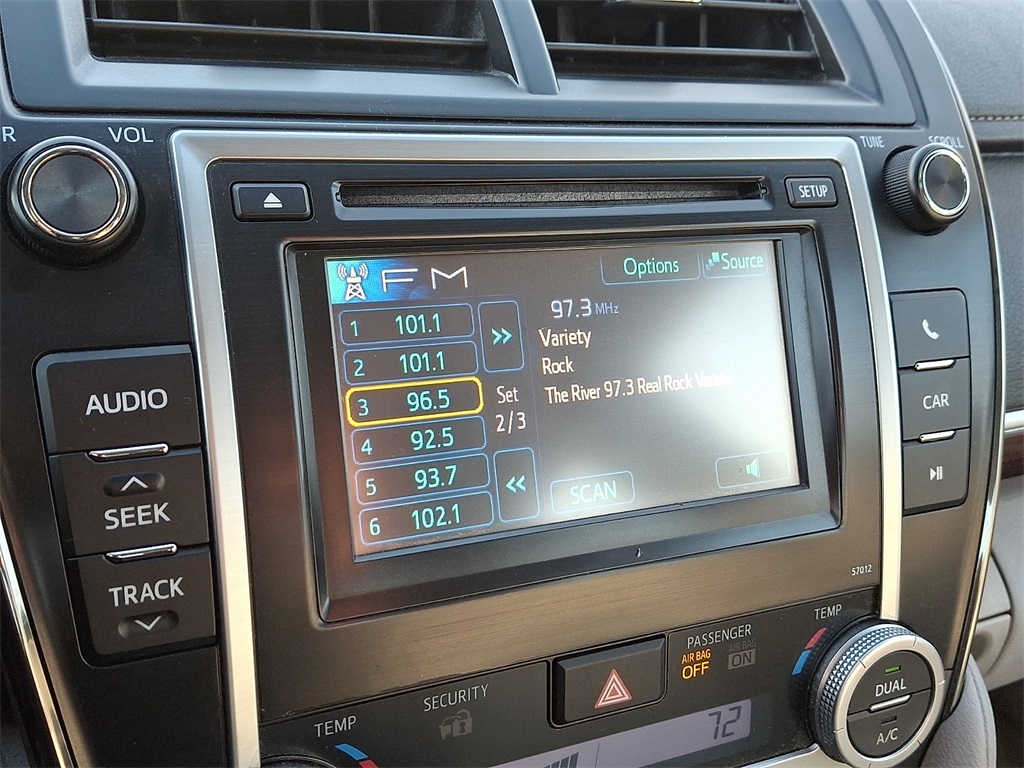 R VOL
TUNE SCROLL
SETUP
FM
Options
Source
97.3 MHz
Variety
Rock
The River 97.3 Real Rock Variety
1 101.1
2 101.1
3 96.5
4 92.5
5 93.7
6 102.1
Set
2/3
SCAN
AUDIO
SEEK
TRACK
CAR
57012
TEMP
SECURITY
PASSENGER
AIR BAG
OFF
AIR BAG
ON
TEMP
72
DUAL
A/C